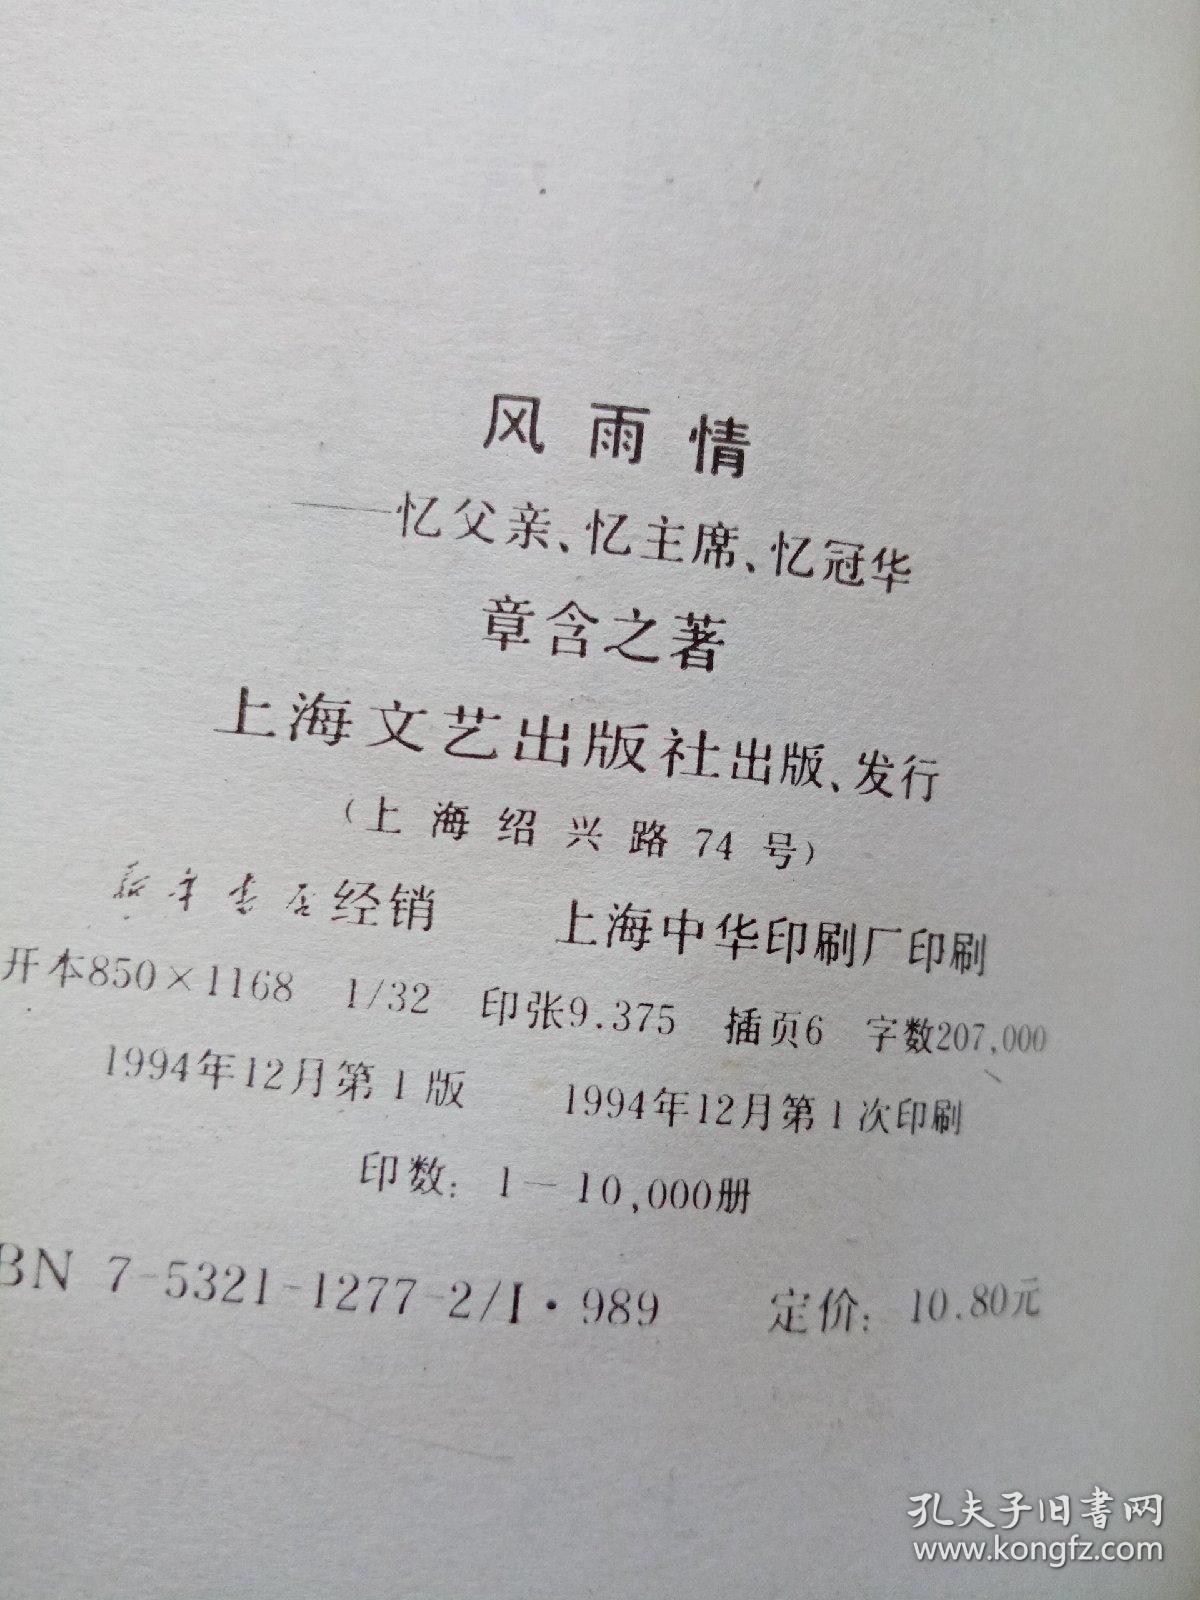 风雨情
——忆父亲、忆主席、忆冠华
章含之著
上海文艺出版社出版、发行
(上海绍兴路74号)
新华书店经销 上海中华印刷厂印刷
开本850×1168 1/32 印张9.375 插页6 字数207,000
1994年12月第1版 1994年12月第1次印刷
印数：1—10,000册
BN 7-5321-1277-2/I·989 定价：10.80元
孔夫子旧书网
www.kongfz.com